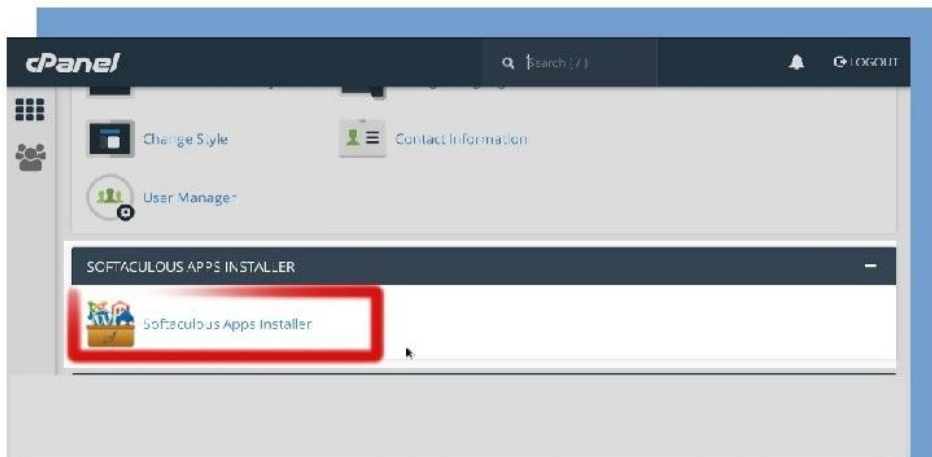 cPanel
Search ( / )
LOGOUT
Change Style
Contact Information
User Manager
SOFTACULOUS APPS INSTALLER
Softaculous Apps Installer